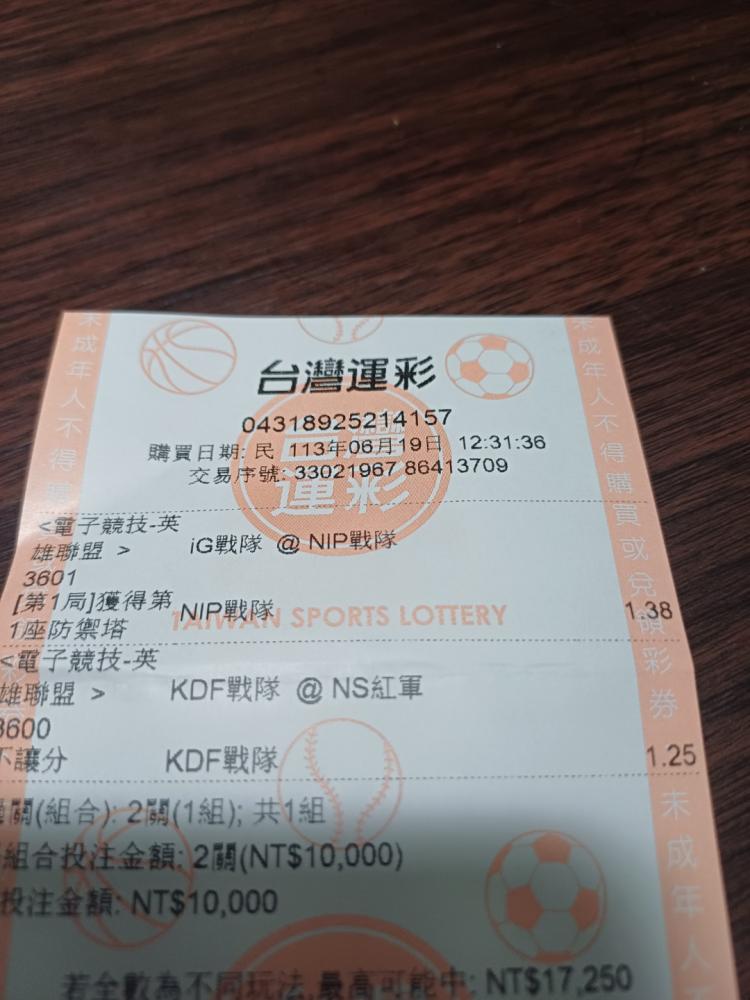 台灣運彩
04318925214157
購買日期: 民 113年06月19日 12:31:36
交易序號: 33021967 86413709
運彩
<電子競技-英
雄聯盟 >
iG戰隊 @ NIP戰隊
3601
[第1局]獲得第
1座防禦塔
NIP戰隊
1.38
TAIWAN SPORTS LOTTERY
<電子競技-英
雄聯盟 >
KDF戰隊 @ NS紅軍
3600
不讓分
KDF戰隊
1.25
關(組合): 2關(1組); 共1組
組合投注金額: 2關(NT$10,000)
投注金額: NT$10,000
若全數為不同玩法,最高可能中: NT$17,250
未成年人不得
未成年人不得購買或兌領彩券
未成年人